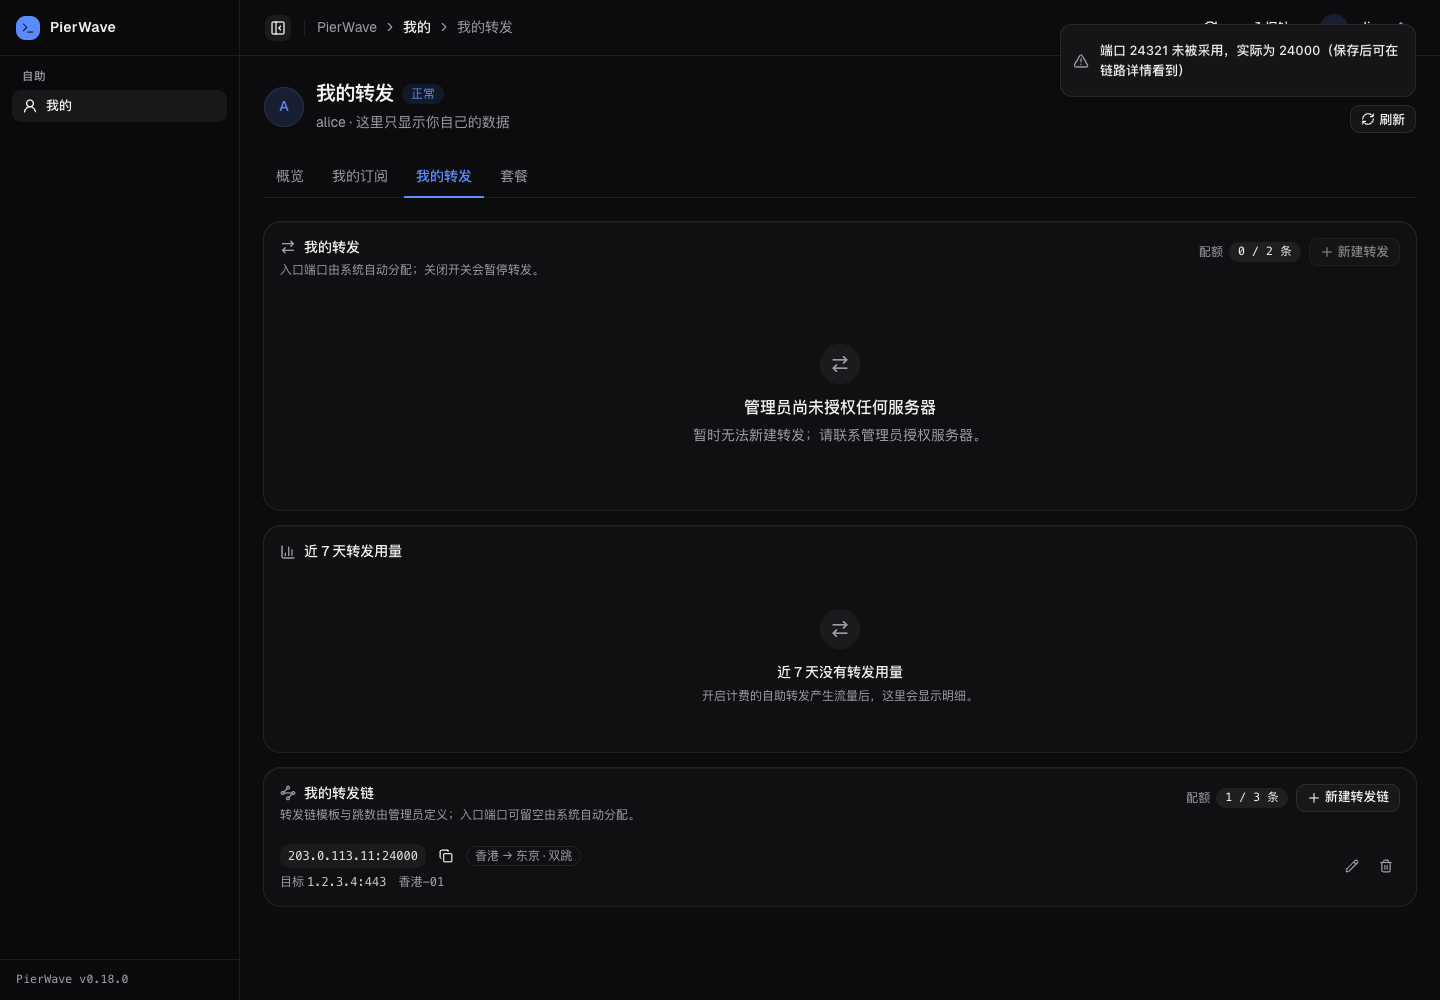 PierWave
PierWave > 我的 > 我的转发
端口 24321 未被采用，实际为 24000（保存后可在
链路详情看到）
自助
我的
A
我的转发 正常
alice · 这里只显示你自己的数据
刷新
概览 我的订阅 我的转发 套餐
我的转发
入口端口由系统自动分配；关闭开关会暂停转发。
配额 0 / 2 条 + 新建转发
管理员尚未授权任何服务器
暂时无法新建转发；请联系管理员授权服务器。
近 7 天转发用量
近 7 天没有转发用量
开启计费的自助转发产生流量后，这里会显示明细。
我的转发链
转发链模板与跳数由管理员定义；入口端口可留空由系统自动分配。
配额 1 / 3 条 + 新建转发链
203.0.113.11:24000 香港 → 东京 · 双跳
目标 1.2.3.4:443 香港-01
PierWave v0.18.0